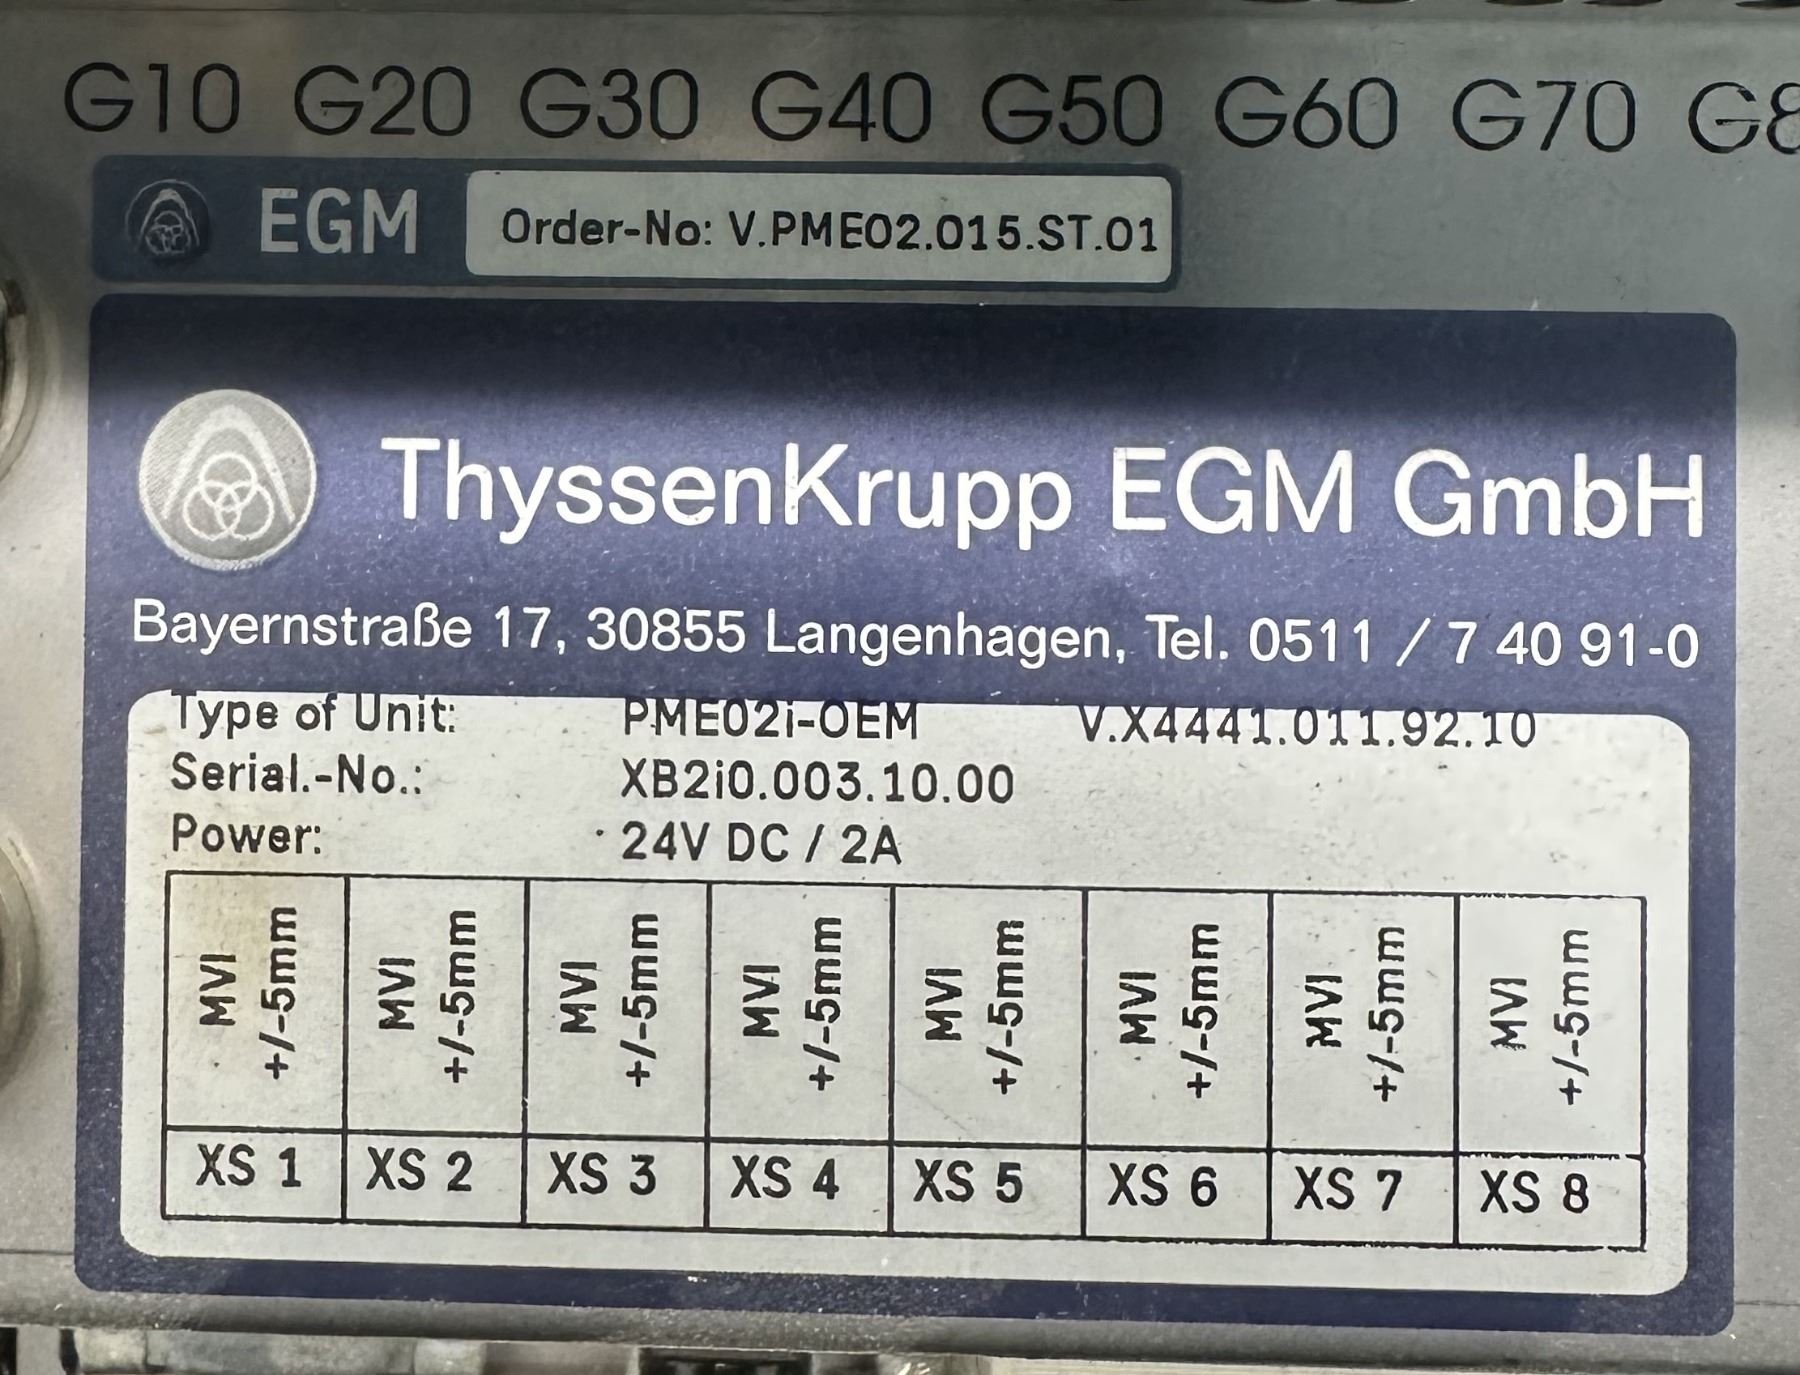 G10 G20 G30 G40 G50 G60 G70 G8
EGM Order-No: V.PME02.015.ST.01
ThyssenKrupp EGM GmbH
Bayernstraße 17, 30855 Langenhagen, Tel. 0511 / 7 40 91-0
Type of Unit: PME02i-OEM V.X4441.011.92.10
Serial.-No.: XB2i0.003.10.00
Power: 24V DC / 2A
MVI +/-5mm MVI +/-5mm MVI +/-5mm MVI +/-5mm MVI +/-5mm MVI +/-5mm MVI +/-5mm MVI +/-5mm
XS 1 XS 2 XS 3 XS 4 XS 5 XS 6 XS 7 XS 8